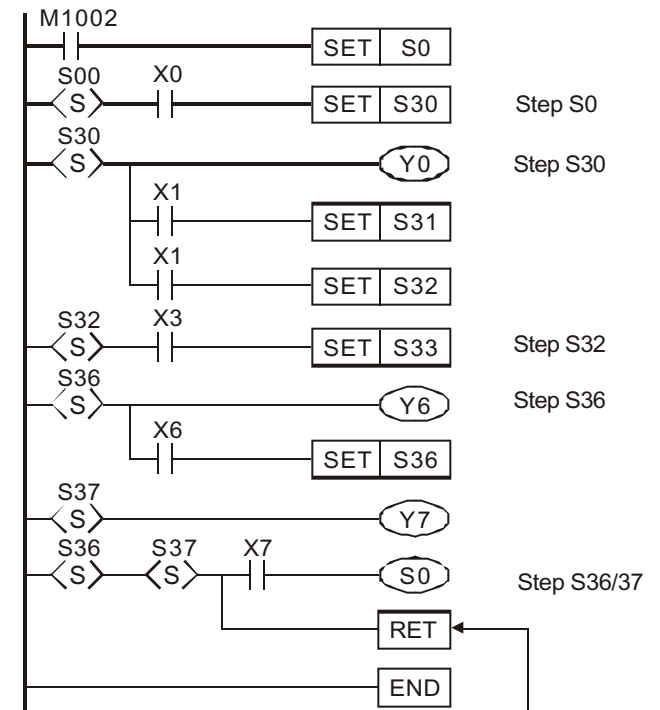 M1002
SET S0
S00 X0
S SET S30 Step S0
S30
S Y0 Step S30
X1
SET S31
X1
SET S32
S32 X3
S SET S33 Step S32
S36
S Y6 Step S36
X6
SET S36
S37
S Y7
S36 S37 X7
S S S0 Step S36/37
RET
END